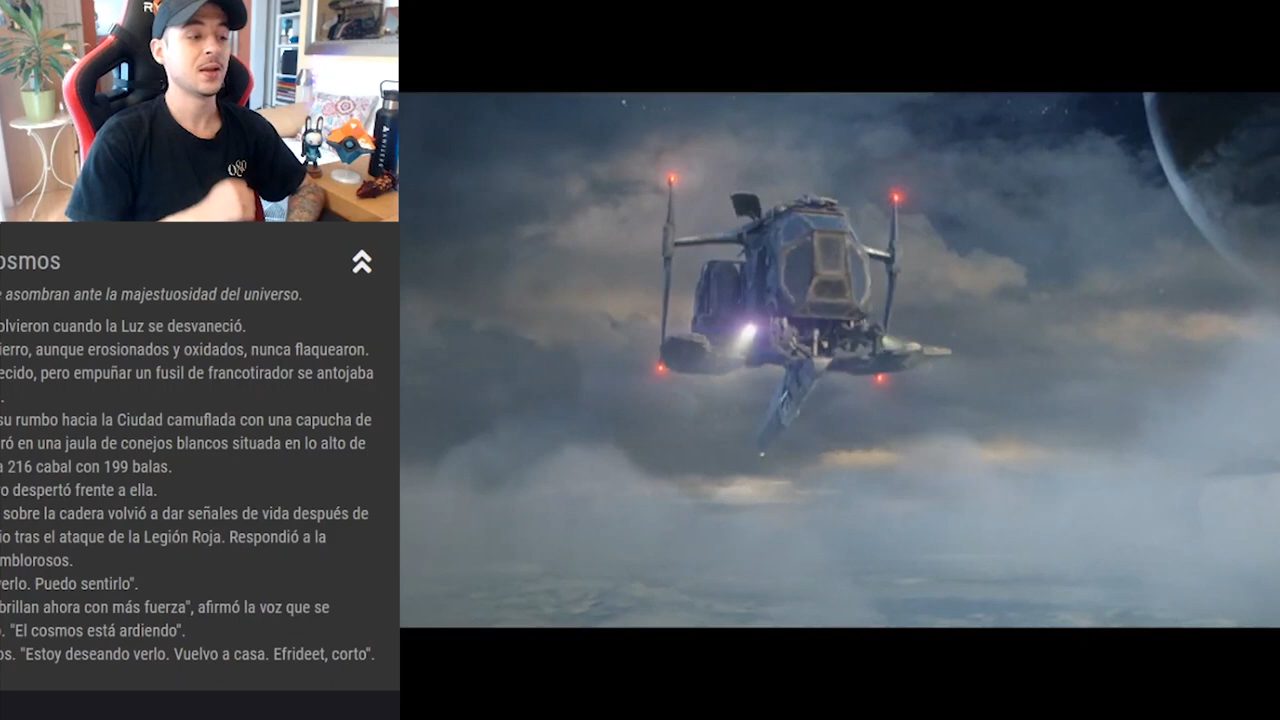 osmos
e asombran ante la majestuosidad del universo.
olvieron cuando la Luz se desvaneció.
ierro, aunque erosionados y oxidados, nunca flaquearon.
ecido, pero empuñar un fusil de francotirador se antojaba
.
su rumbo hacia la Ciudad camuflada con una capucha de
ró en una jaula de conejos blancos situada en lo alto de
a 216 cabal con 199 balas.
o despertó frente a ella.
sobre la cadera volvió a dar señales de vida después de
io tras el ataque de la Legión Roja. Respondió a la
mblorosos.
erlo. Puedo sentirlo".
brillan ahora con más fuerza", afirmó la voz que se
. "El cosmos está ardiendo".
os. "Estoy deseando verlo. Vuelvo a casa. Efrideet, corto".